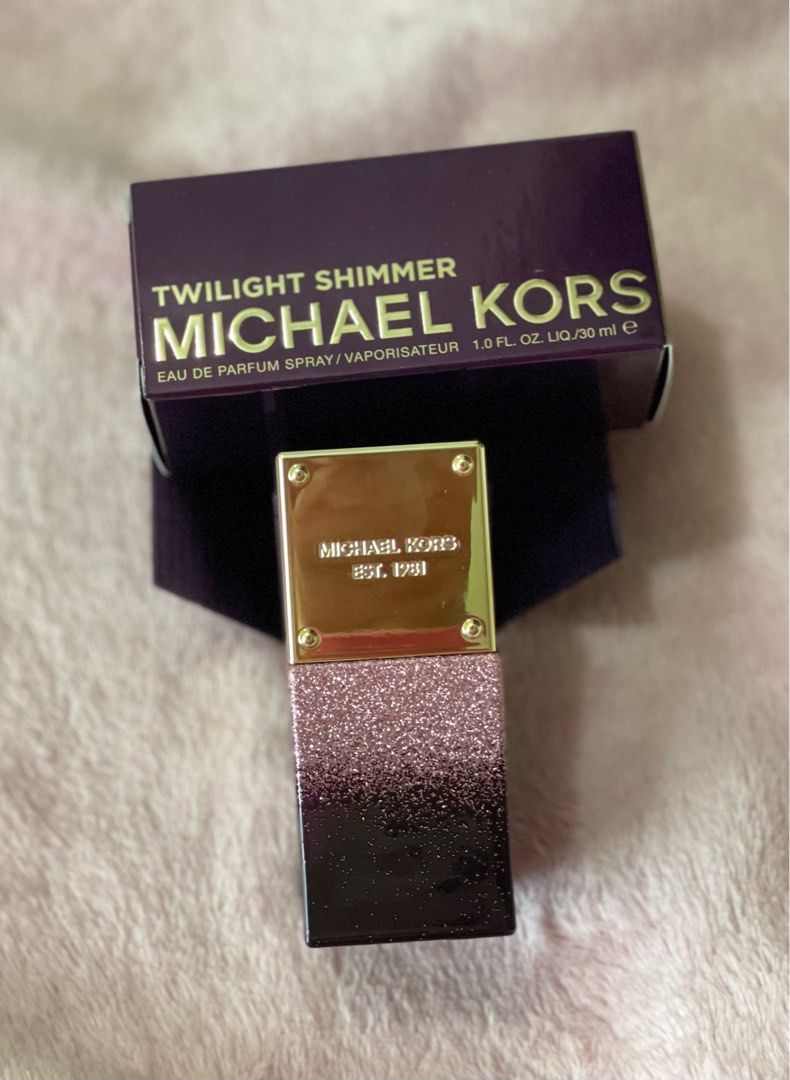 TWILIGHT SHIMMER
MICHAEL KORS
EAU DE PARFUM SPRAY / VAPORISATEUR 1.0 FL. OZ. LIQ./30 ml ℮
MICHAEL KORS
EST. 1981